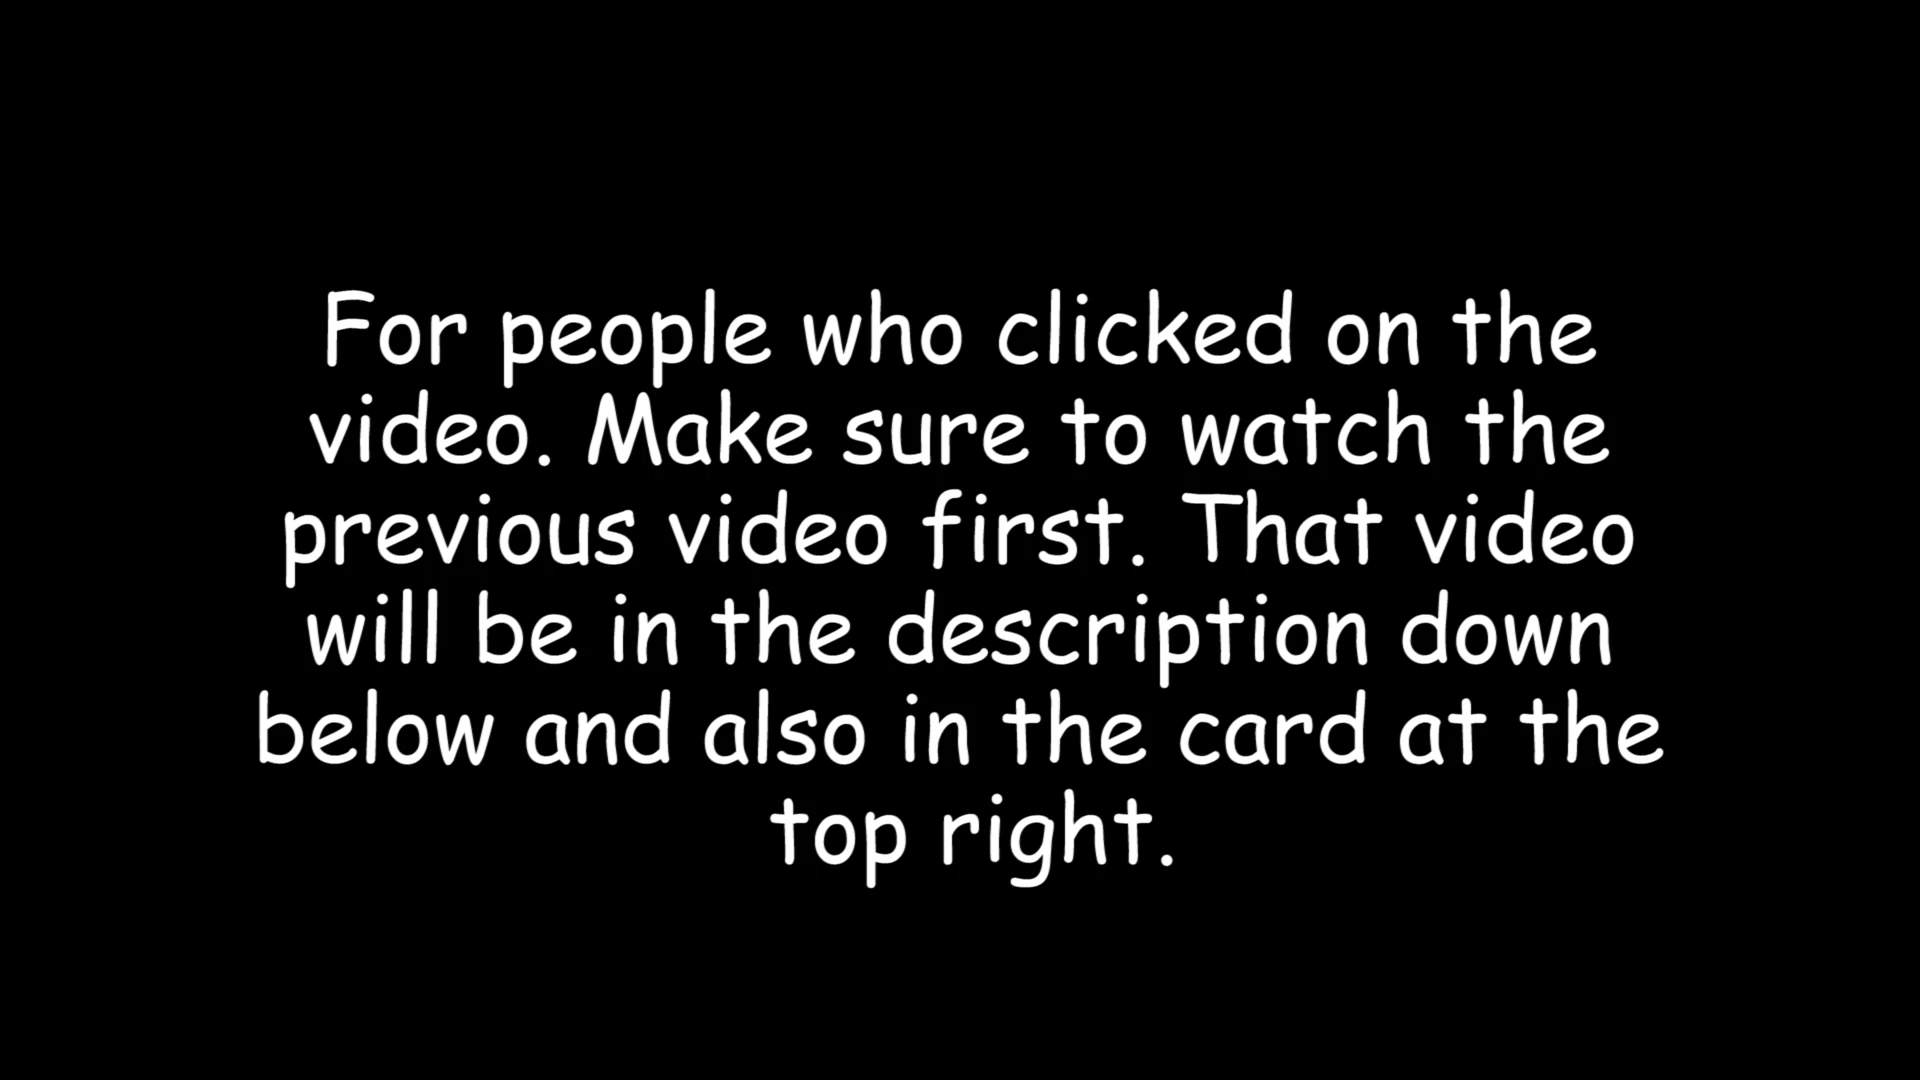 For people who clicked on the
video. Make sure to watch the
previous video first. That video
will be in the description down
below and also in the card at the
top right.